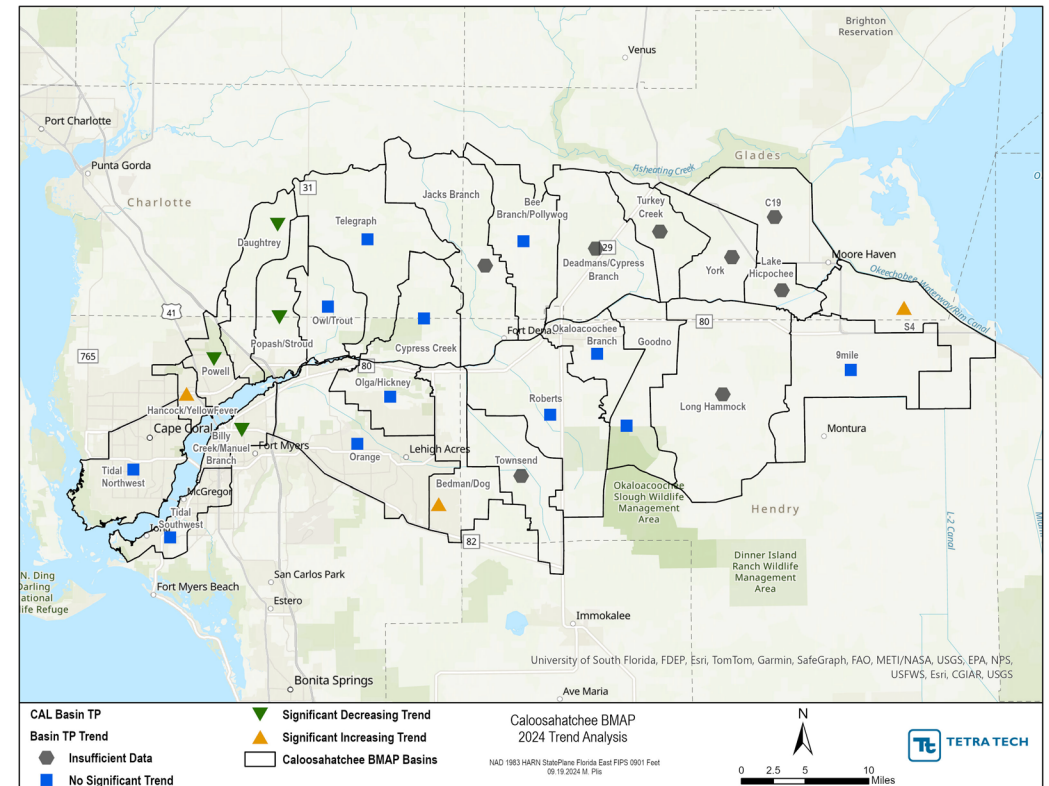 Brighton
Reservation
Venus
Port Charlotte
Punta Gorda
Fisheating Creek
Glades
31
Charlotte
Jacks Branch
Turkey
Creek
C19
Bee
Branch/Pollywog
Telegraph
Daughtrey
29
Deadmans/Cypress
Branch
York
Lake
Hicpochee
Moore Haven
Okeechobee Waterway/Rim Canal
41
Owl/Trout
Popash/Stroud
Fort Dena
Okaloacoochee
Branch
80
S4
Goodno
765
Cypress Creek
9mile
Powell
80
Olga/Hickney
Hancock/YellowFever
Roberts
Long Hammock
Cape Coral
Billy
Creek/Manuel
Branch
Fort Myers
Orange
Lehigh Acres
Montura
Tidal
Northwest
Townsend
Bedman/Dog
McGregor
Okaloacoochee
Slough Wildlife
Management
Area
Tidal
Southwest
Hendry
L-2 Canal
82
Dinner Island
Ranch Wildlife
Management
Area
N. Ding
Darling
ational
life Refuge
San Carlos Park
Fort Myers Beach
Estero
Immokalee
University of South Florida, FDEP, Esri, TomTom, Garmin, SafeGraph, FAO, METI/NASA, USGS, EPA, NPS,
USFWS, Esri, CGIAR, USGS
Bonita Springs
Ave Maria
CAL Basin TP
Basin TP Trend
Insufficient Data
No Significant Trend
Significant Decreasing Trend
Significant Increasing Trend
Caloosahatchee BMAP Basins
Caloosahatchee BMAP
2024 Trend Analysis
NAD 1983 HARN StatePlane Florida East FIPS 0901 Feet
09.19.2024 M. Plis
N
0 2.5 5 10
Miles
Tt TETRA TECH